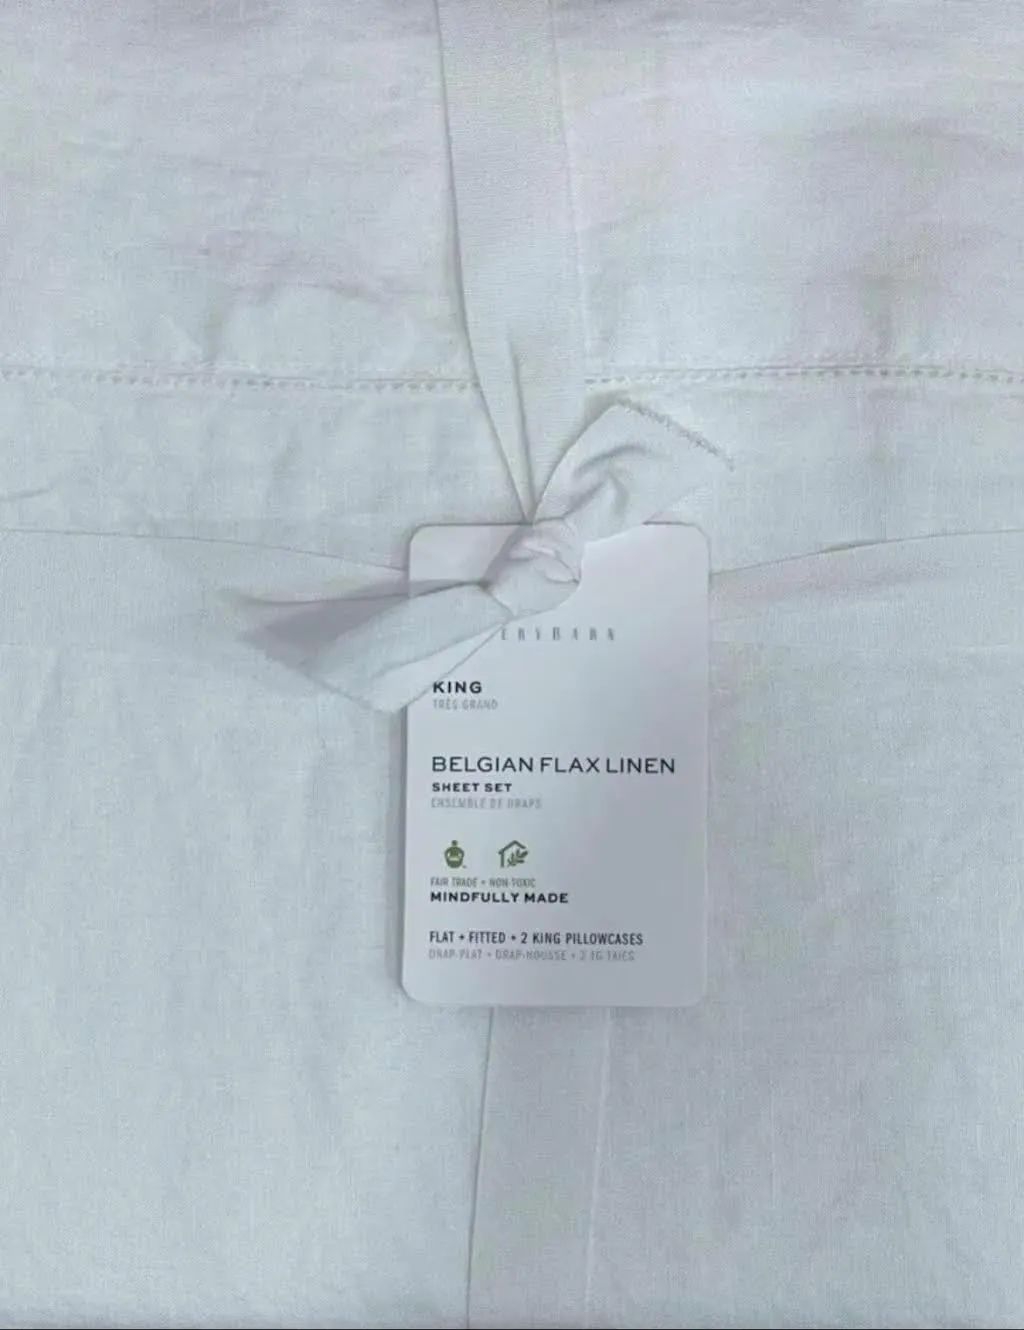 ERYBARN
KING
TRÈS GRAND
BELGIAN FLAX LINEN
SHEET SET
ENSEMBLE DE DRAPS
FAIR TRADE + NON-TOXIC
MINDFULLY MADE
FLAT + FITTED + 2 KING PILLOWCASES
DRAP-PLAT + DRAP-HOUSSE + 2 TG TAIES